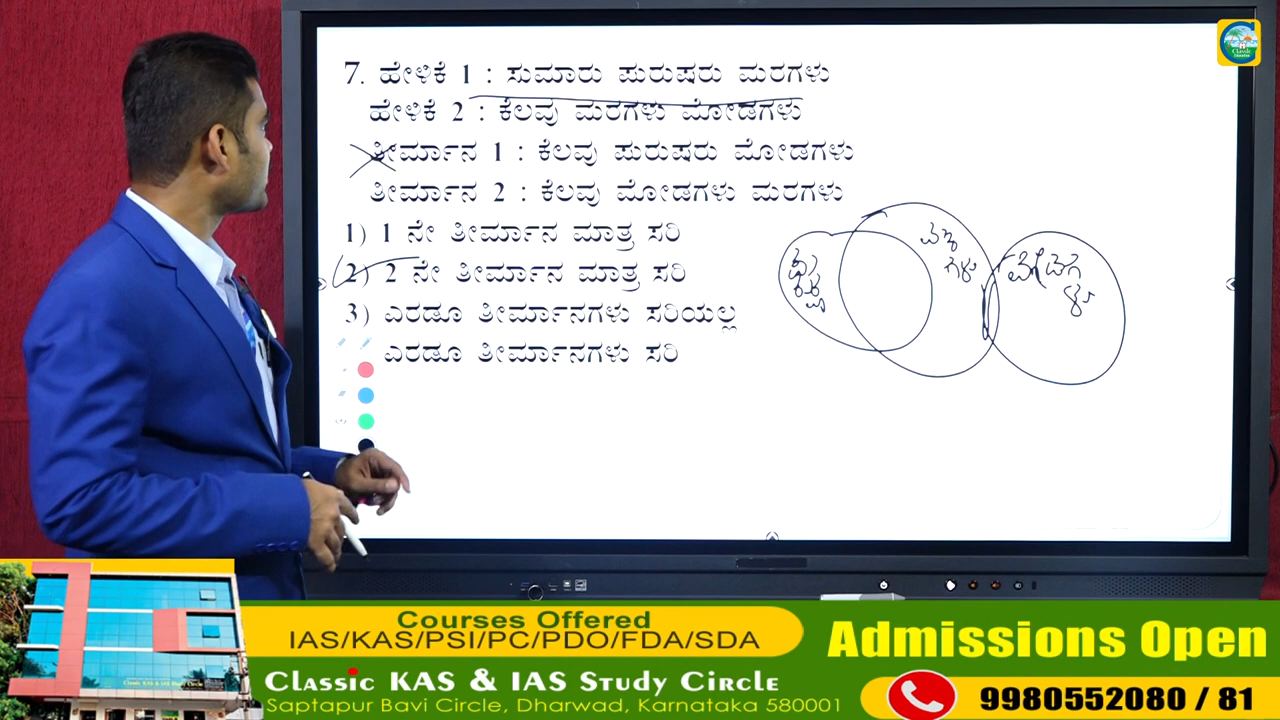 7. ಹೇಳಿಕೆ 1 : ಸುಮಾರು ಪುರುಷರು ಮರಗಳು
ಹೇಳಿಕೆ 2 : ಕೆಲವು ಮರಗಳು ಮೋಡಗಳು
ತೀರ್ಮಾನ 1 : ಕೆಲವು ಪುರುಷರು ಮೋಡಗಳು
ತೀರ್ಮಾನ 2 : ಕೆಲವು ಮೋಡಗಳು ಮರಗಳು
1) 1 ನೇ ತೀರ್ಮಾನ ಮಾತ್ರ ಸರಿ
2) 2 ನೇ ತೀರ್ಮಾನ ಮಾತ್ರ ಸರಿ
3) ಎರಡೂ ತೀರ್ಮಾನಗಳು ಸರಿಯಲ್ಲ
ಎರಡೂ ತೀರ್ಮಾನಗಳು ಸರಿ
Classic
Courses Offered
IAS/KAS/PSI/PC/PDO/FDA/SDA
Classic KAS & IAS Study Circle
Saptapur Bavi Circle, Dharwad, Karnataka 580001
Admissions Open
9980552080 / 81